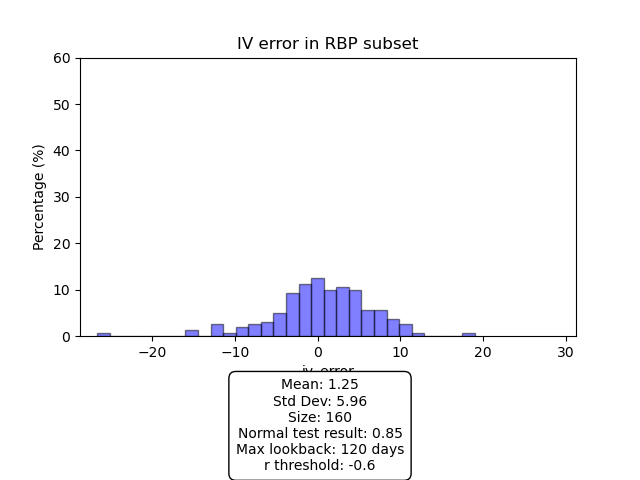 IV error in RBP subset
60
50
40
30
20
10
0
Percentage (%)
−20 −10 0 10 20 30
iv_error
Mean: 1.25
Std Dev: 5.96
Size: 160
Normal test result: 0.85
Max lookback: 120 days
r threshold: -0.6